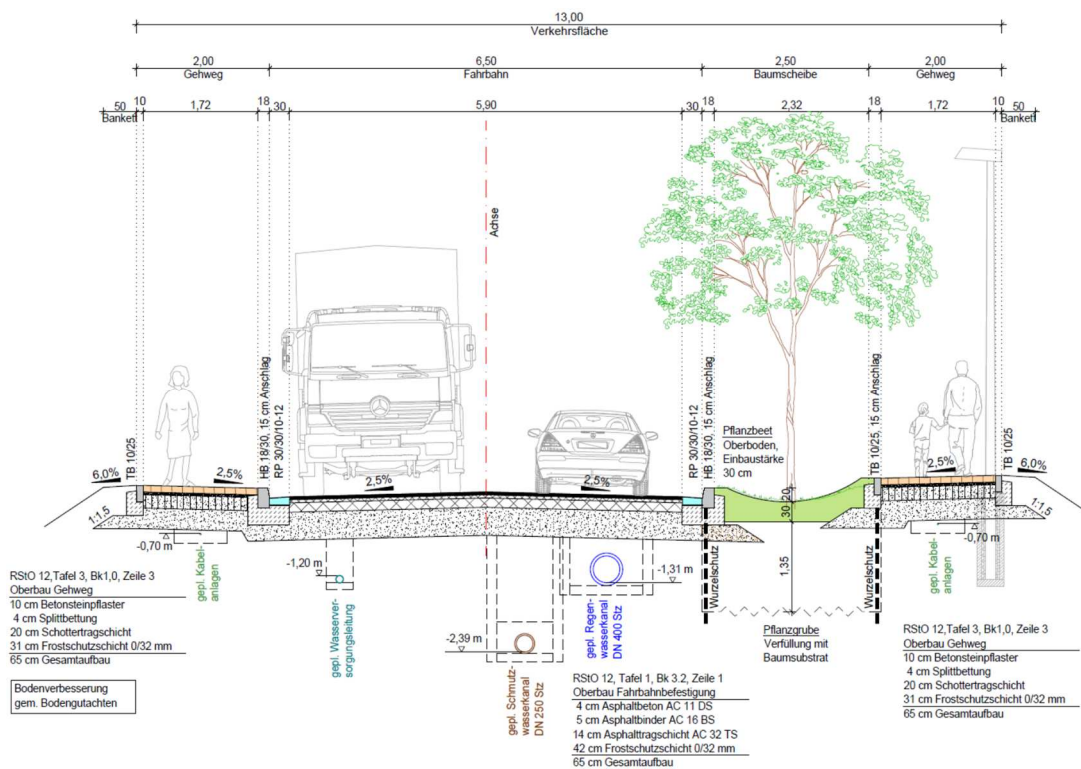 13,00
Verkehrsfläche
2,00
Gehweg
6,50
Fahrbahn
2,50
Baumscheibe
2,00
Gehweg
50
Bankett
10
1,72
18
30
5,90
30
18
2,32
18
1,72
10
50
Bankett
Achse
TB 10/25
HB 18/30, 15 cm Anschlag
RP 30/30/10-12
RP 30/30/10-12
HB 18/30, 15 cm Anschlag
Pflanzbeet
Oberboden,
Einbaustärke
30 cm
TB 10/25, 15 cm Anschlag
TB 10/25
6,0%
2,5%
2,5%
2,5%
2,5%
6,0%
1:1,5
1:1,5
30
20
1,35
-0,70 m
-0,70 m
-1,20 m
-1,31 m
-2,39 m
gepl. Kabel-
anlagen
gepl. Wasserver-
sorgungsleitung
gepl. Schmutz-
wasserkanal
DN 250 Stz
gepl. Regen-
wasserkanal
DN 400 Stz
Wurzelschutz
Wurzelschutz
gepl. Kabel-
anlagen
Pflanzgrube
Verfüllung mit
Baumsubstrat
RStO 12,Tafel 3, Bk1,0, Zeile 3
Oberbau Gehweg
10 cm Betonsteinpflaster
4 cm Splittbettung
20 cm Schottertragschicht
31 cm Frostschutzschicht 0/32 mm
65 cm Gesamtaufbau
Bodenverbesserung
gem. Bodengutachten
RStO 12, Tafel 1, Bk 3.2, Zeile 1
Oberbau Fahrbahnbefestigung
4 cm Asphaltbeton AC 11 DS
5 cm Asphaltbinder AC 16 BS
14 cm Asphalttragschicht AC 32 TS
42 cm Frostschutzschicht 0/32 mm
65 cm Gesamtaufbau
RStO 12,Tafel 3, Bk1,0, Zeile 3
Oberbau Gehweg
10 cm Betonsteinpflaster
4 cm Splittbettung
20 cm Schottertragschicht
31 cm Frostschutzschicht 0/32 mm
65 cm Gesamtaufbau